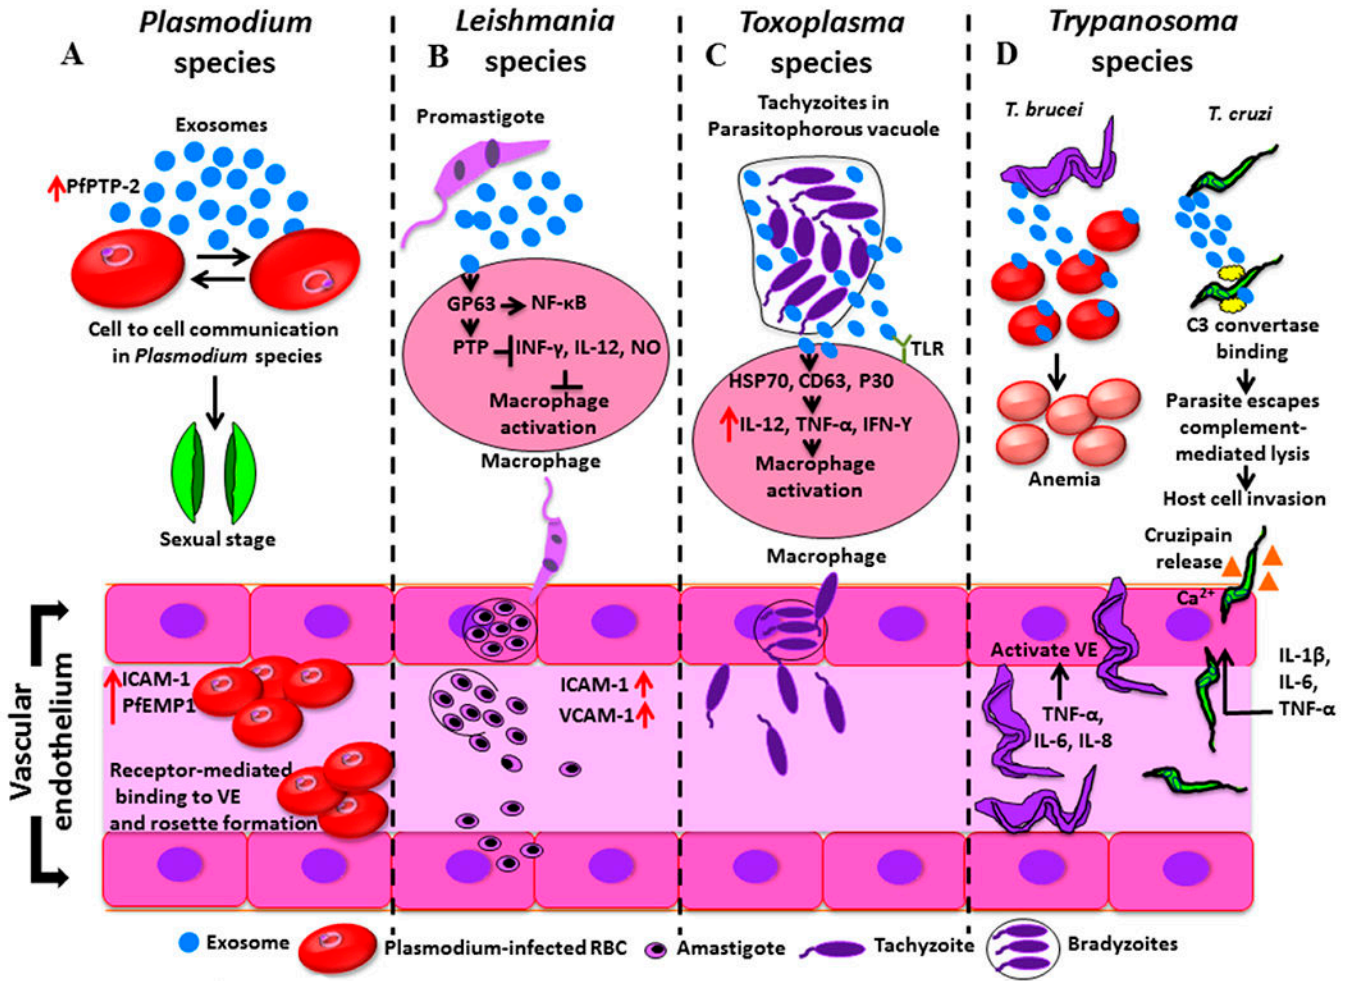 A
Plasmodium
species
Exosomes
PfPTP-2
Cell to cell communication
in Plasmodium species
Sexual stage
B
Leishmania
species
Promastigote
GP63
NF-κB
PTP
INF-γ, IL-12, NO
Macrophage
activation
Macrophage
C
Toxoplasma
species
Tachyzoites in
Parasitophorous vacuole
TLR
HSP70, CD63, P30
IL-12, TNF-α, IFN-Y
Macrophage
activation
Macrophage
D
Trypanosoma
species
T. brucei
Anemia
T. cruzi
C3 convertase
binding
Parasite escapes
complement-
mediated lysis
Host cell invasion
Cruzipain
release
Ca2+
Vascular
endothelium
ICAM-1
PfEMP1
Receptor-mediated
binding to VE
and rosette formation
ICAM-1
VCAM-1
Activate VE
TNF-α,
IL-6, IL-8
IL-1β,
IL-6,
TNF-α
Exosome
Plasmodium-infected RBC
Amastigote
Tachyzoite
Bradyzoites